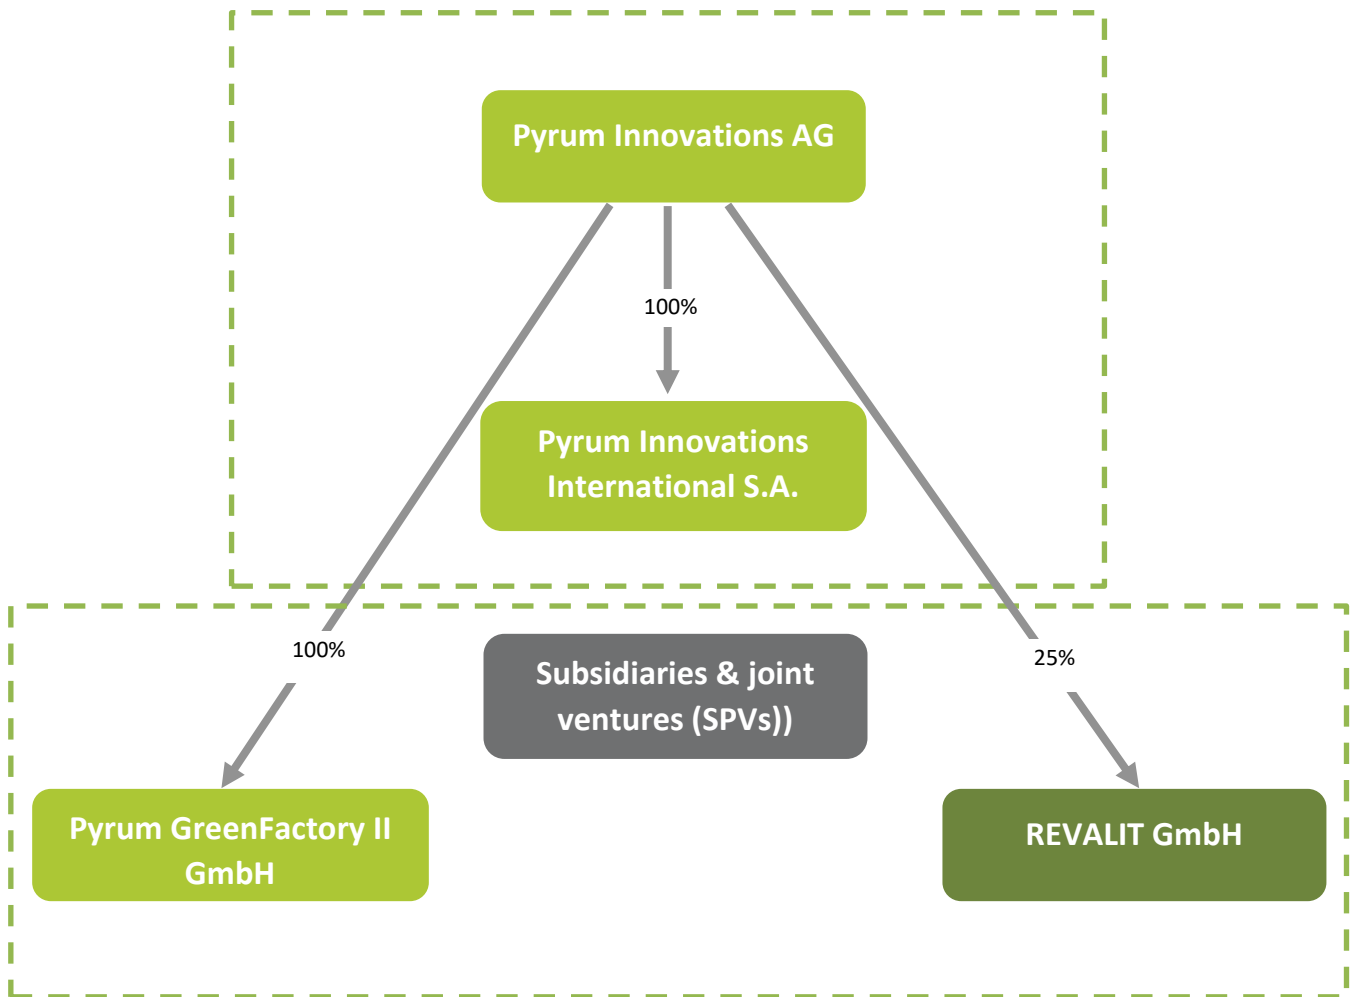 Pyrum Innovations AG
100%
Pyrum Innovations
International S.A.
100%
Subsidiaries & joint
ventures (SPVs))
25%
Pyrum GreenFactory II
GmbH
REVALIT GmbH